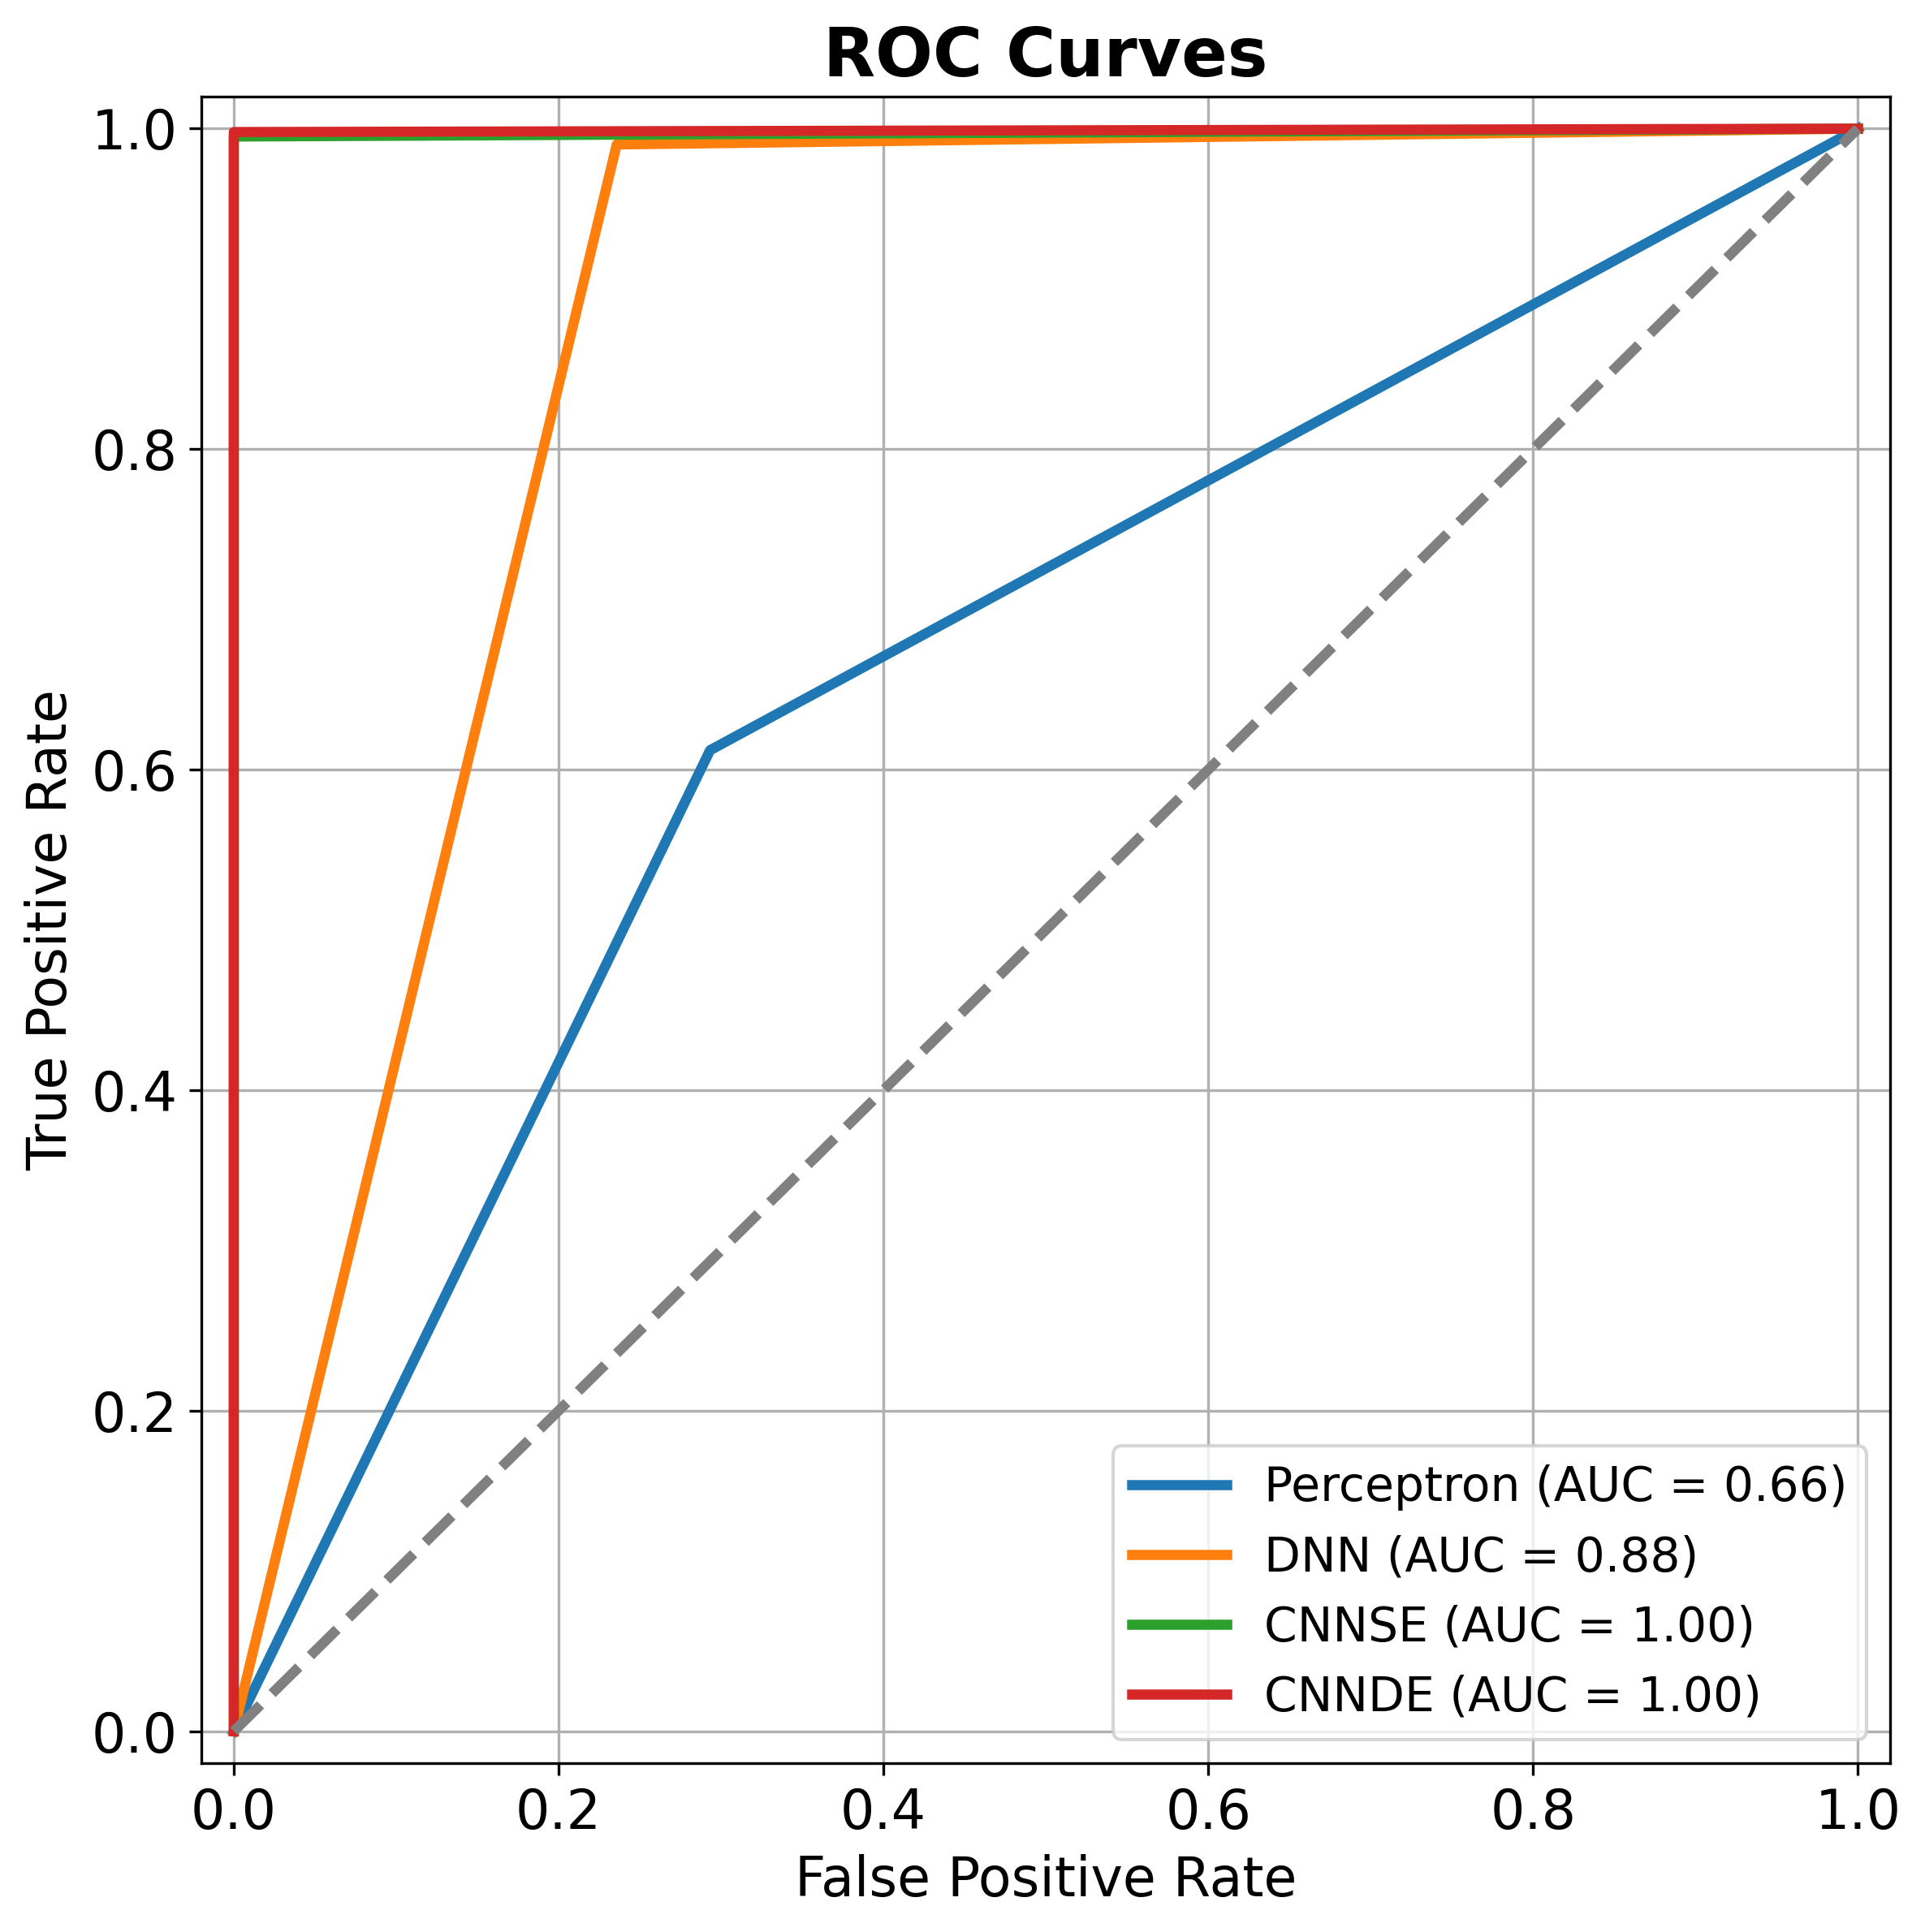 ROC Curves
1.0
0.8
0.6
0.4
0.2
0.0
True Positive Rate
0.0 0.2 0.4 0.6 0.8 1.0
False Positive Rate
Perceptron (AUC = 0.66)
DNN (AUC = 0.88)
CNNSE (AUC = 1.00)
CNNDE (AUC = 1.00)